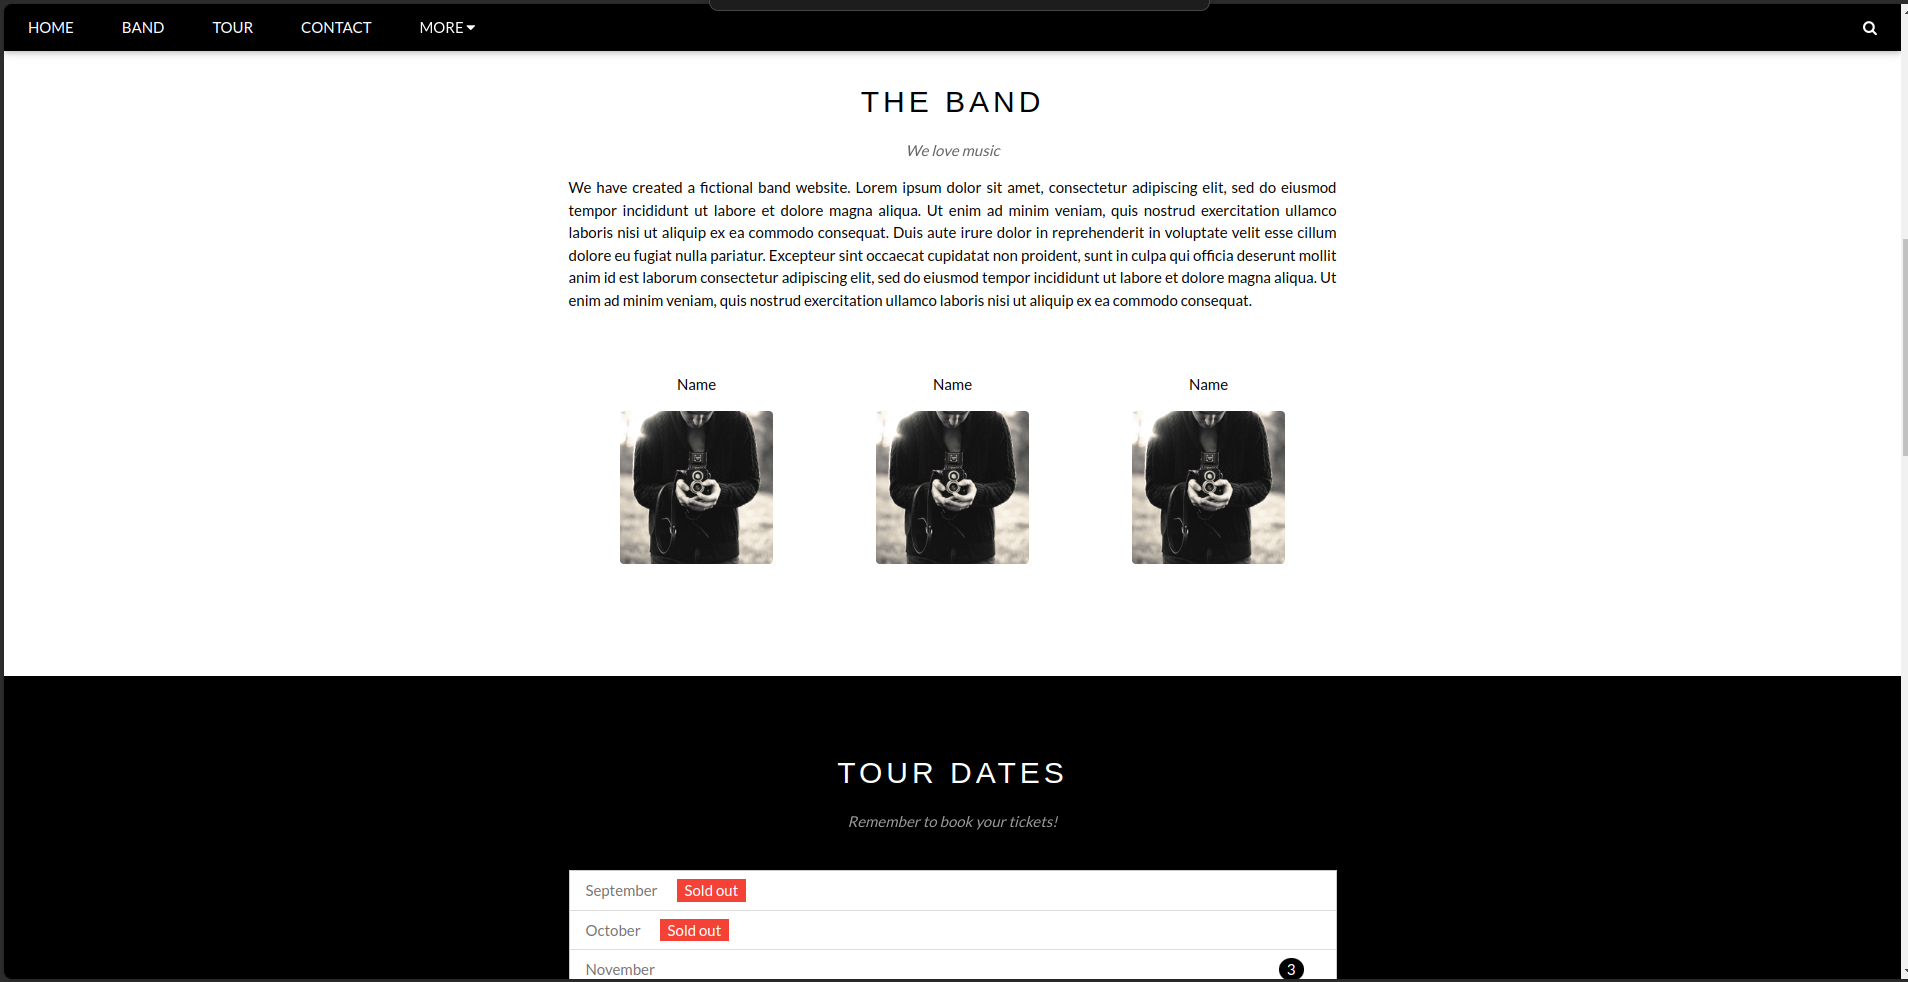 HOME BAND TOUR CONTACT MORE
THE BAND
We love music
We have created a fictional band website. Lorem ipsum dolor sit amet, consectetur adipiscing elit, sed do eiusmod
tempor incididunt ut labore et dolore magna aliqua. Ut enim ad minim veniam, quis nostrud exercitation ullamco
laboris nisi ut aliquip ex ea commodo consequat. Duis aute irure dolor in reprehenderit in voluptate velit esse cillum
dolore eu fugiat nulla pariatur. Excepteur sint occaecat cupidatat non proident, sunt in culpa qui officia deserunt mollit
anim id est laborum consectetur adipiscing elit, sed do eiusmod tempor incididunt ut labore et dolore magna aliqua. Ut
enim ad minim veniam, quis nostrud exercitation ullamco laboris nisi ut aliquip ex ea commodo consequat.
Name Name Name
TOUR DATES
Remember to book your tickets!
September Sold out
October Sold out
November 3